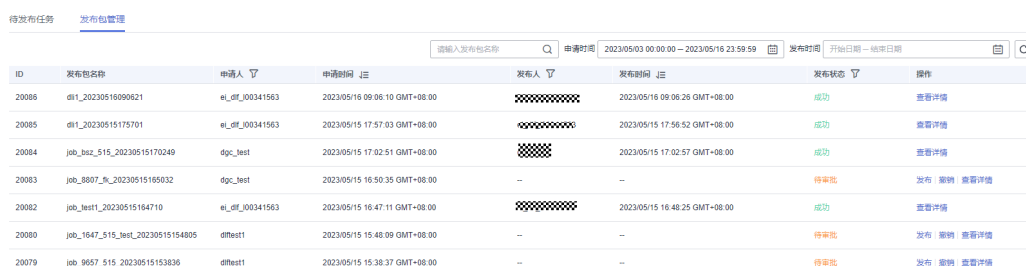 待发布任务 发布包管理
请输入发布包名称 申请时间 2023/05/03 00:00:00 – 2023/05/16 23:59:59 发布时间 开始日期 – 结束日期
ID 发布包名称 申请人 申请时间 发布人 发布时间 发布状态 操作
20086 dli1_20230516090621 ei_dlf_l00341563 2023/05/16 09:06:10 GMT+08:00 2023/05/16 09:06:26 GMT+08:00 成功 查看详情
20085 dli1_20230515175701 ei_dlf_l00341563 2023/05/15 17:57:03 GMT+08:00 2023/05/15 17:56:52 GMT+08:00 成功 查看详情
20084 job_bsz_515_20230515170249 dgc_test 2023/05/15 17:02:51 GMT+08:00 2023/05/15 17:02:57 GMT+08:00 成功 查看详情
20083 job_8807_fk_20230515165032 dgc_test 2023/05/15 16:50:35 GMT+08:00 -- -- 待审批 发布 撤销 查看详情
20082 job_test1_20230515164710 ei_dlf_l00341563 2023/05/15 16:47:11 GMT+08:00 2023/05/15 16:48:25 GMT+08:00 成功 查看详情
20080 job_1647_515_test_20230515154805 dlftest1 2023/05/15 15:48:09 GMT+08:00 -- -- 待审批 发布 撤销 查看详情
20079 job_9657_515_20230515153836 dlftest1 2023/05/15 15:38:37 GMT+08:00 -- -- 待审批 发布 撤销 查看详情